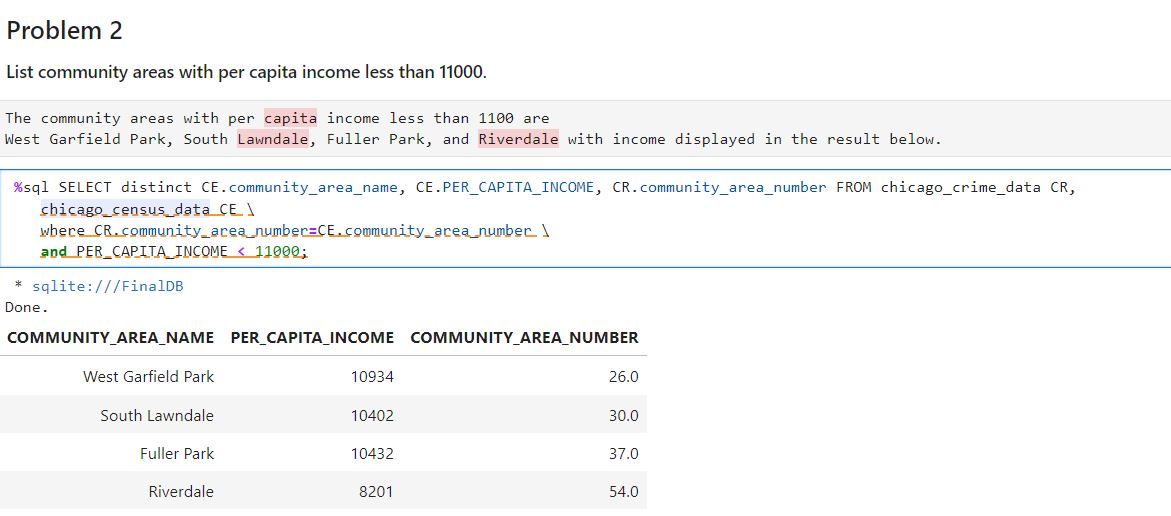 Problem 2
List community areas with per capita income less than 11000.
The community areas with per capita income less than 1100 are
West Garfield Park, South Lawndale, Fuller Park, and Riverdale with income displayed in the result below.
%sql SELECT distinct CE.community_area_name, CE.PER_CAPITA_INCOME, CR.community_area_number FROM chicago_crime_data CR,
chicago_census_data CE \
where CR.community_area_number=CE.community_area_number \
and PER_CAPITA_INCOME < 11000;
* sqlite:///FinalDB
Done.
COMMUNITY_AREA_NAME PER_CAPITA_INCOME COMMUNITY_AREA_NUMBER
West Garfield Park 10934 26.0
South Lawndale 10402 30.0
Fuller Park 10432 37.0
Riverdale 8201 54.0